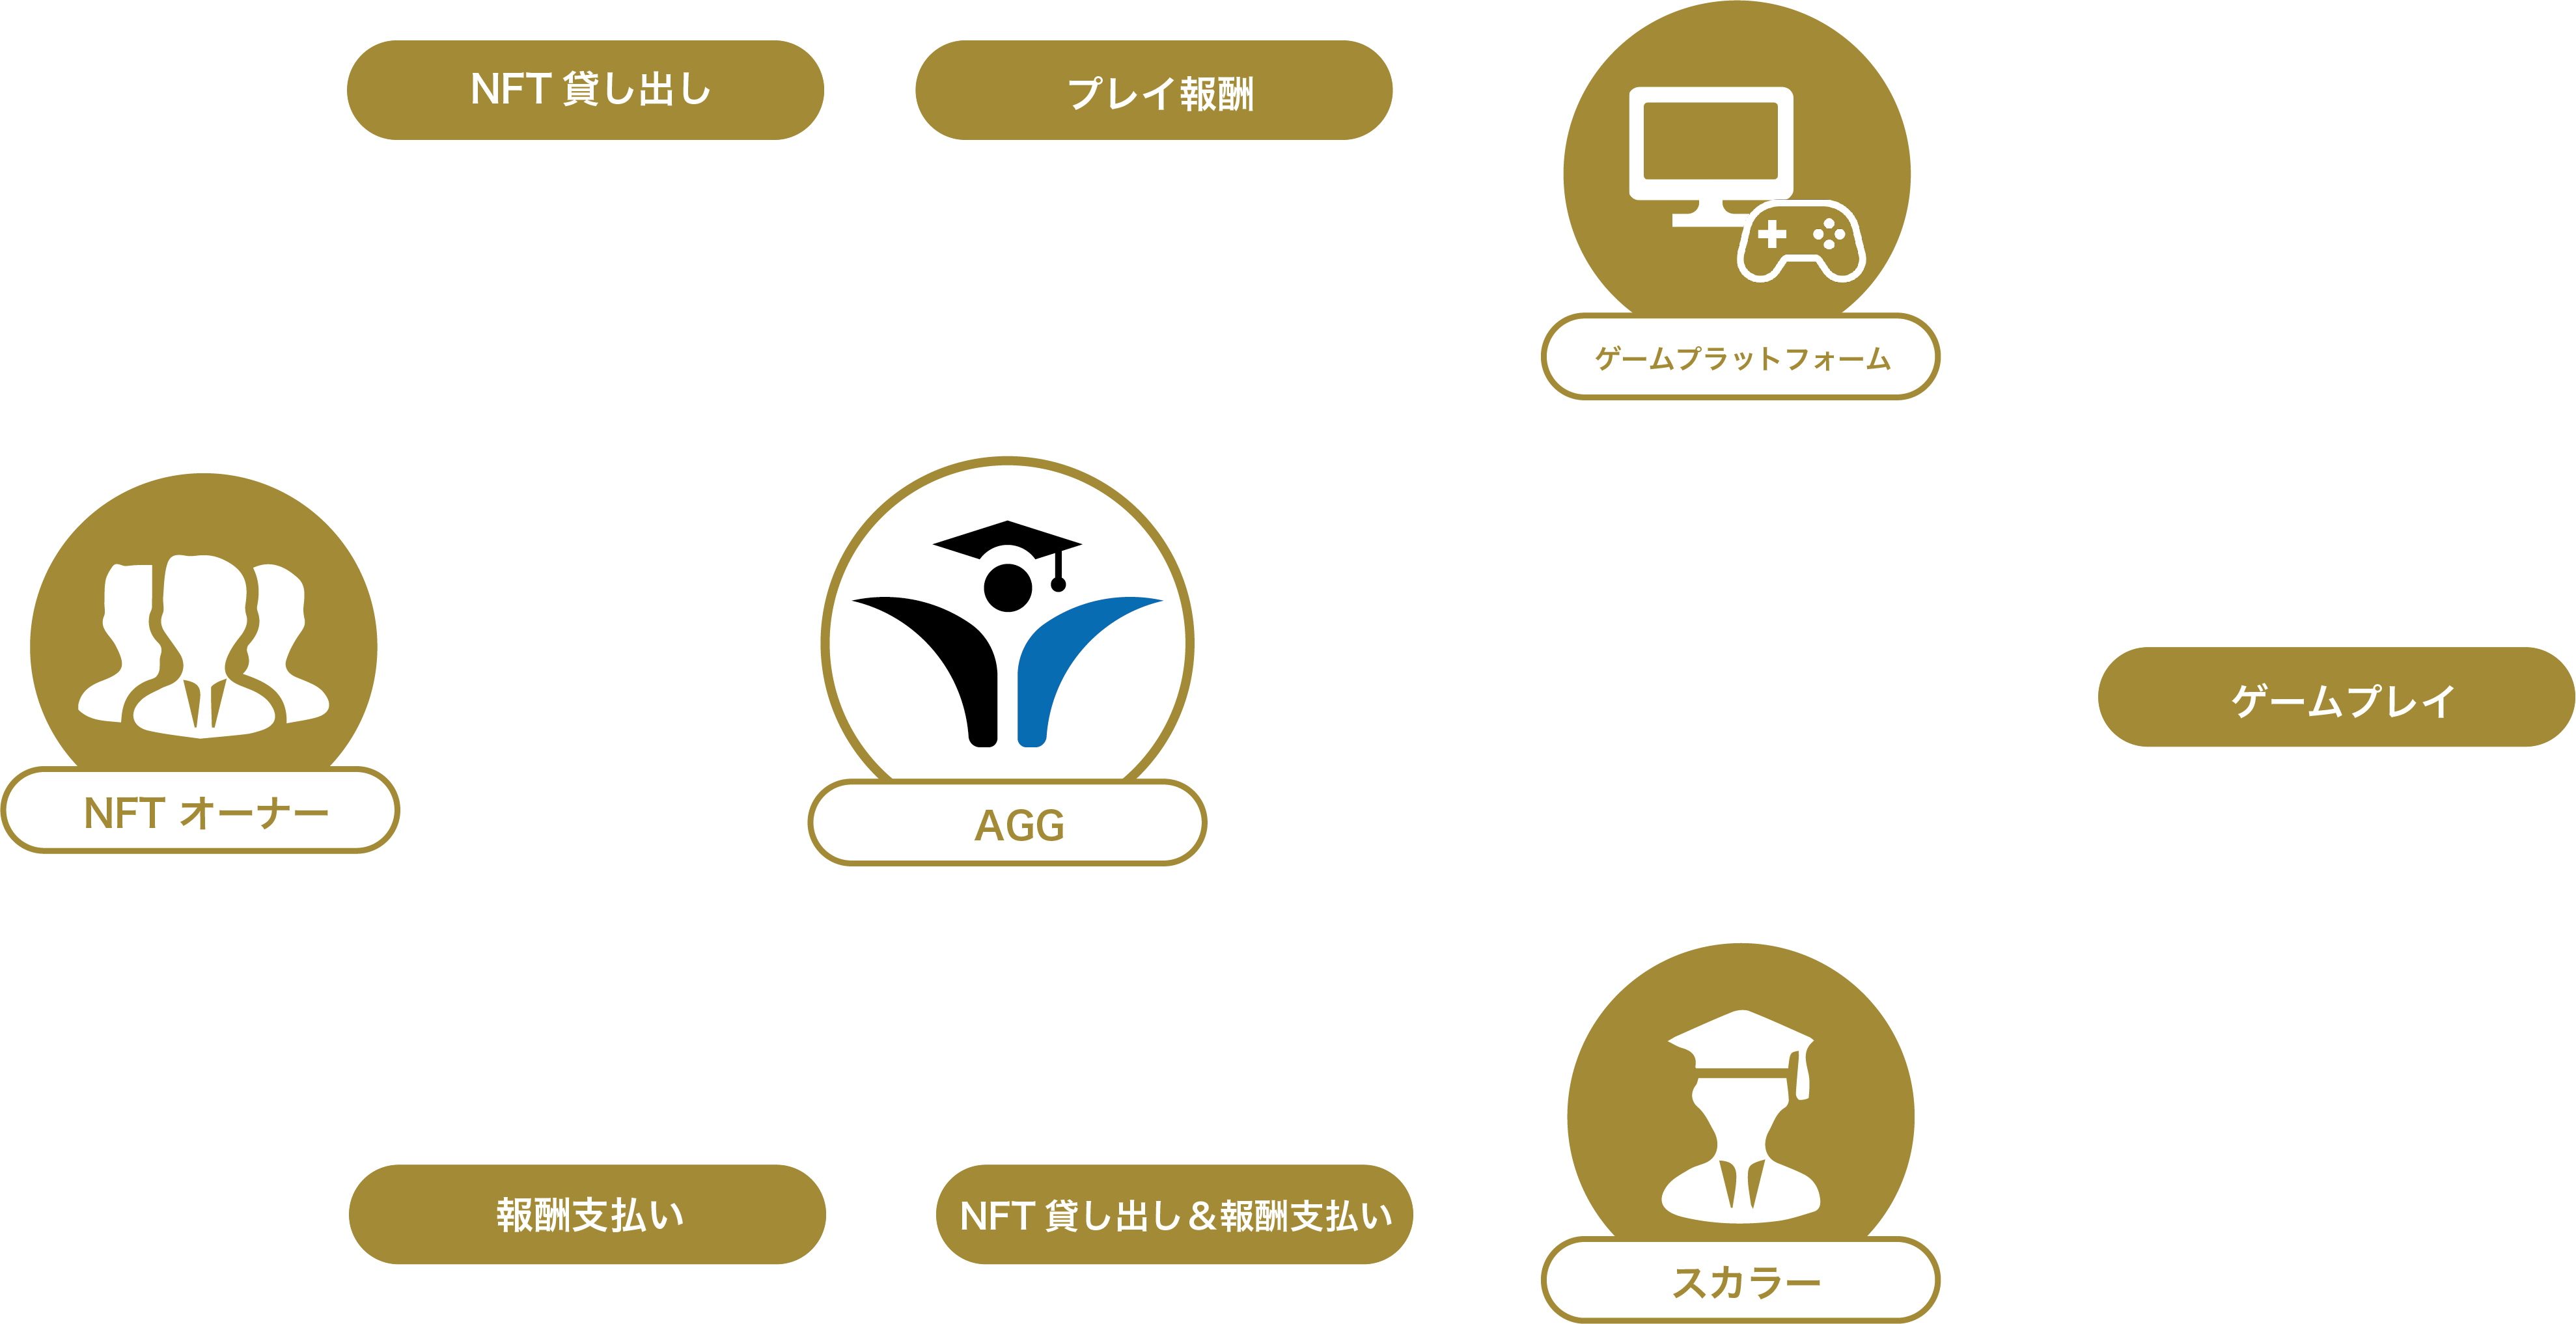 NFT 貸し出し
プレイ報酬
ゲームプラットフォーム
NFT オーナー
AGG
ゲームプレイ
報酬支払い
NFT 貸し出し＆報酬支払い
スカラー